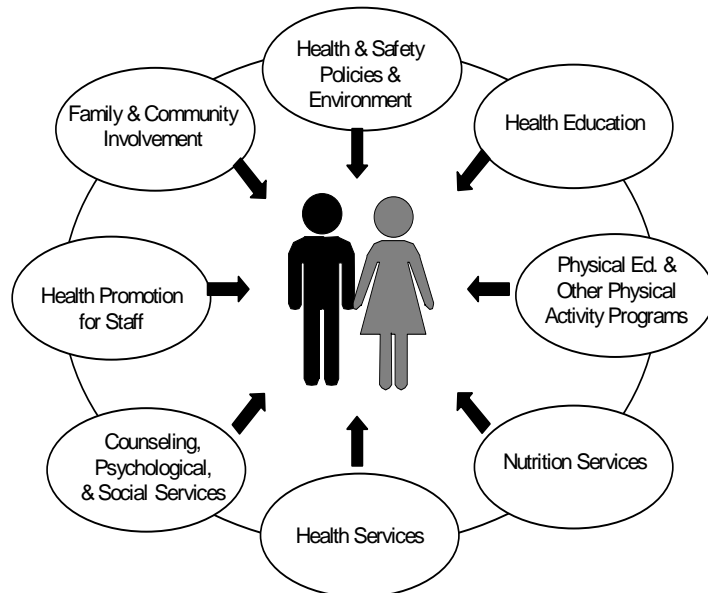 Health & Safety
Policies &
Environment
Health Education
Physical Ed. &
Other Physical
Activity Programs
Nutrition Services
Health Services
Counseling,
Psychological,
& Social Services
Health Promotion
for Staff
Family & Community
Involvement